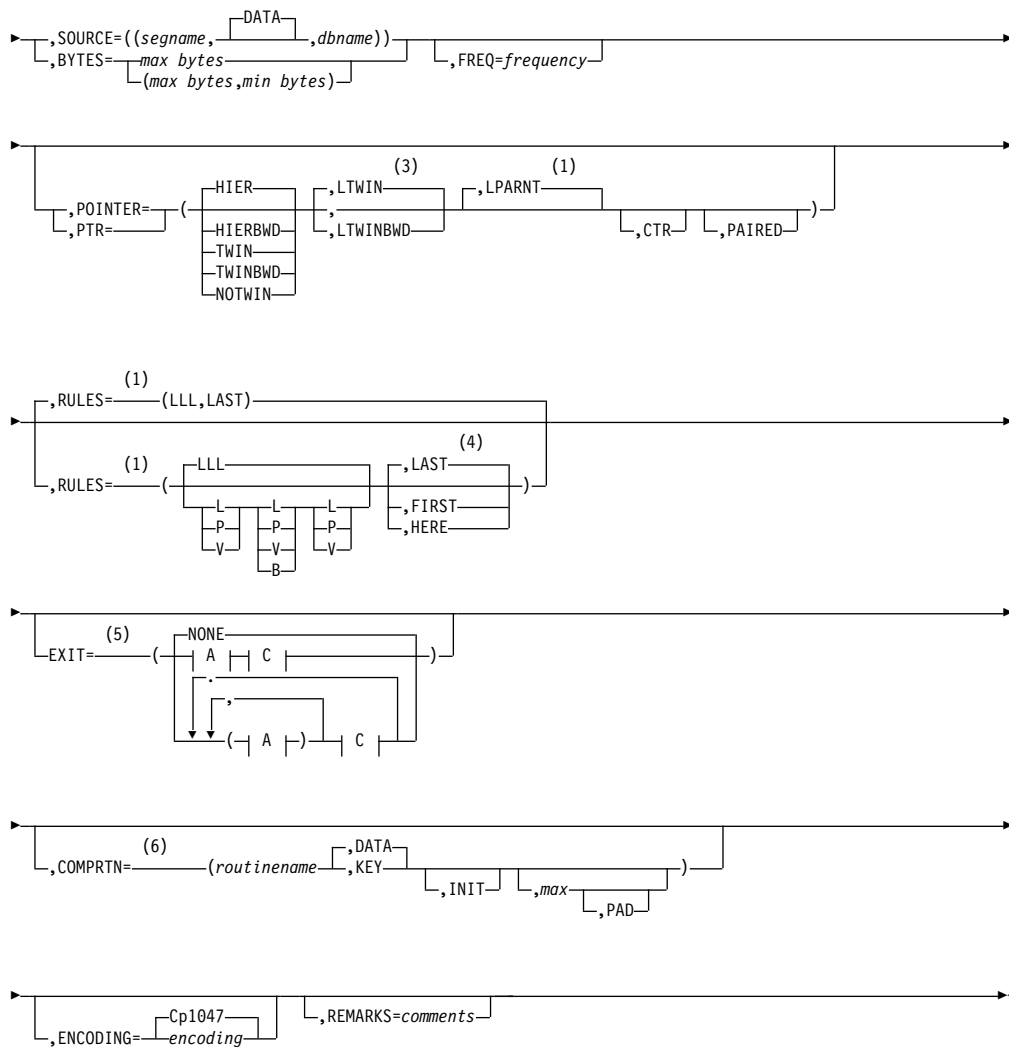 DATA
,SOURCE=((segname, ,dbname))
,BYTES= max bytes ,FREQ=frequency
(max bytes,min bytes)
(3) (1)
HIER ,LTWIN ,LPARNT
,POINTER= ( , )
,PTR= HIERBWD ,LTWINBWD ,CTR ,PAIRED
TWIN
TWINBWD
NOTWIN
(1)
,RULES= (LLL,LAST)
(4)
(1) LLL ,LAST
,RULES= ( )
L L L ,FIRST
P P P ,HERE
V V V
B
(5) NONE
EXIT= ( A C )
.
,
( A ) C
(6) ,DATA
,COMPRTN= (routinename ,KEY )
,INIT ,max
,PAD
Cp1047 ,REMARKS=comments
,ENCODING= encoding